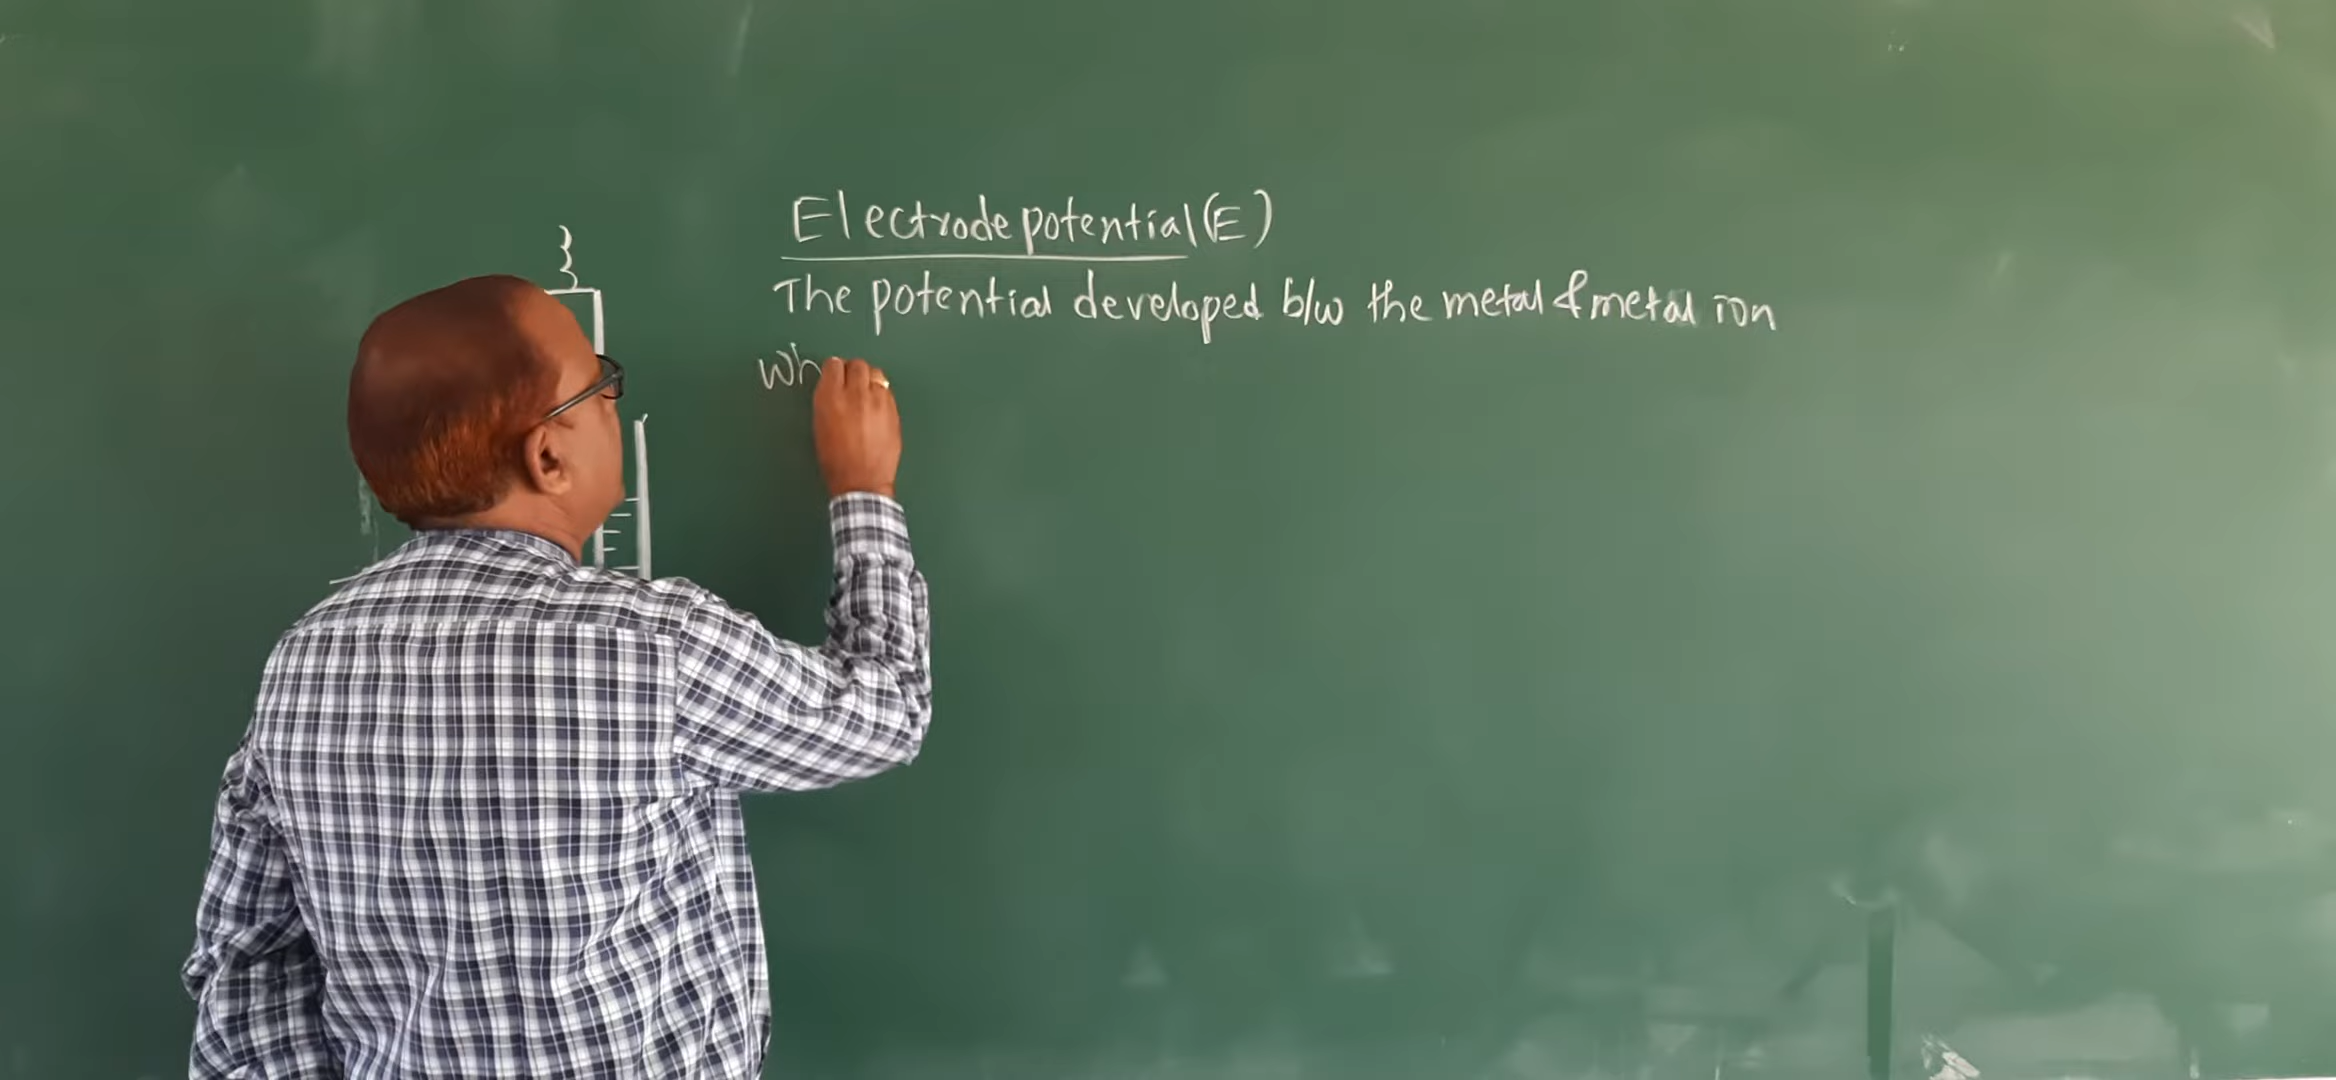 Electrode potential (E)
The potential developed b/w the metal & metal ion